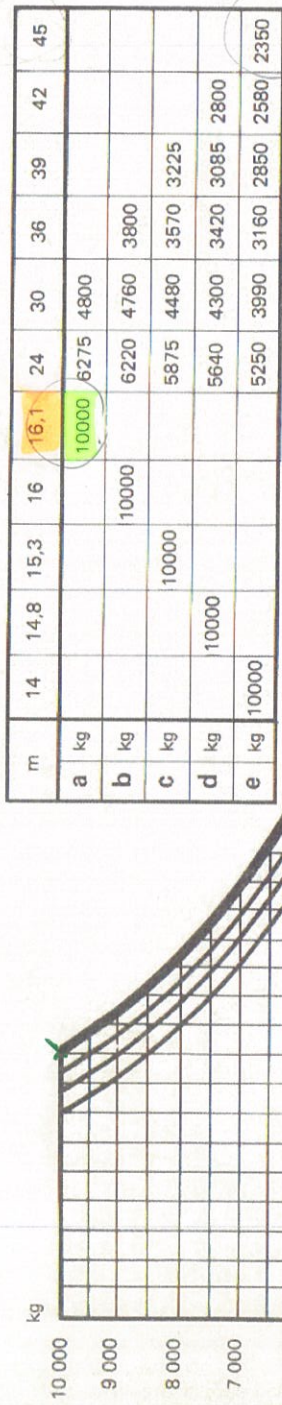 m 14 14,8 15,3 16 16,1 24 30 36 39 42 45
a kg 10000 6275 4800
b kg 10000 6220 4760 3800
c kg 10000 5875 4480 3570 3225
d kg 10000 5640 4300 3420 3085 2800
e kg 10000 5250 3990 3160 2850 2580 2350
kg
10 000
9 000
8 000
7 000